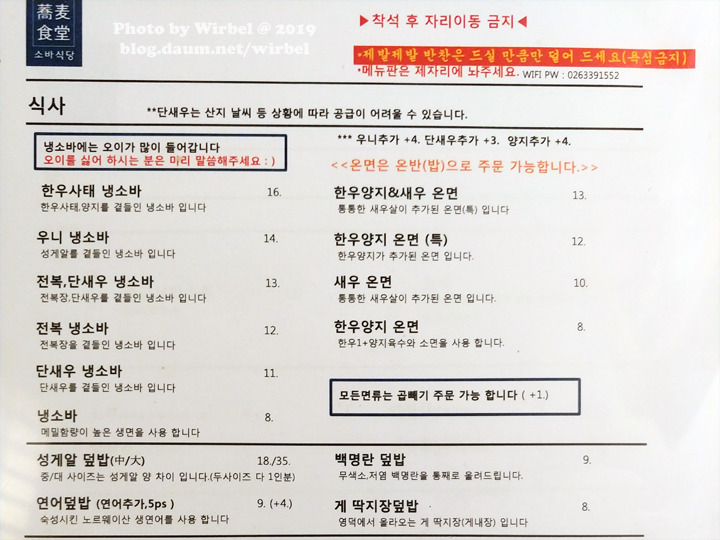 蕎麦
食堂
소바식당
Photo by Wirbel @ 2019
blog.daum.net/wirbel
▶착석 후 자리이동 금지◀
•제발제발 반찬은 드실 만큼만 덜어 드세요(욕심금지)
•메뉴판은 제자리에 놔주세요. WIFI PW : 0263391552
식사
**단새우는 산지 날씨 등 상황에 따라 공급이 어려울 수 있습니다.
냉소바에는 오이가 많이 들어갑니다
오이를 싫어 하시는 분은 미리 말씀해주세요 : )
*** 우니추가 +4. 단새우추가 +3. 양지추가 +4.
<<온면은 온반(밥)으로 주문 가능합니다.>>
한우사태 냉소바 16.
한우사태,양지를 곁들인 냉소바 입니다
우니 냉소바 14.
성게알를 곁들인 냉소바 입니다
전복,단새우 냉소바 13.
전복장,단새우를 곁들인 냉소바 입니다
전복 냉소바 12.
전복장을 곁들인 냉소바 입니다
단새우 냉소바 11.
단새우를 곁들인 냉소바 입니다
냉소바 8.
메밀함량이 높은 생면을 사용 합니다
한우양지&새우 온면 13.
통통한 새우살이 추가된 온면(특) 입니다
한우양지 온면 (특) 12.
한우양지가 추가된 온면 입니다.
새우 온면 10.
통통한 새우살이 추가된 온면 입니다.
한우양지 온면 8.
한우1+양지육수와 소면을 사용 합니다.
모든면류는 곱빼기 주문 가능 합니다 ( +1.)
성게알 덮밥(中/大) 18./35.
중/대 사이즈는 성게알 양 차이 입니다.(두사이즈 다 1인분)
연어덮밥 (연어추가,5ps ) 9. (+4.)
숙성시킨 노르웨이산 생연어를 사용 합니다
백명란 덮밥 9.
무색소,저염 백명란을 통째로 올려드립니다.
게 딱지장덮밥 8.
영덕에서 올라오는 게 딱지장(게내장) 입니다